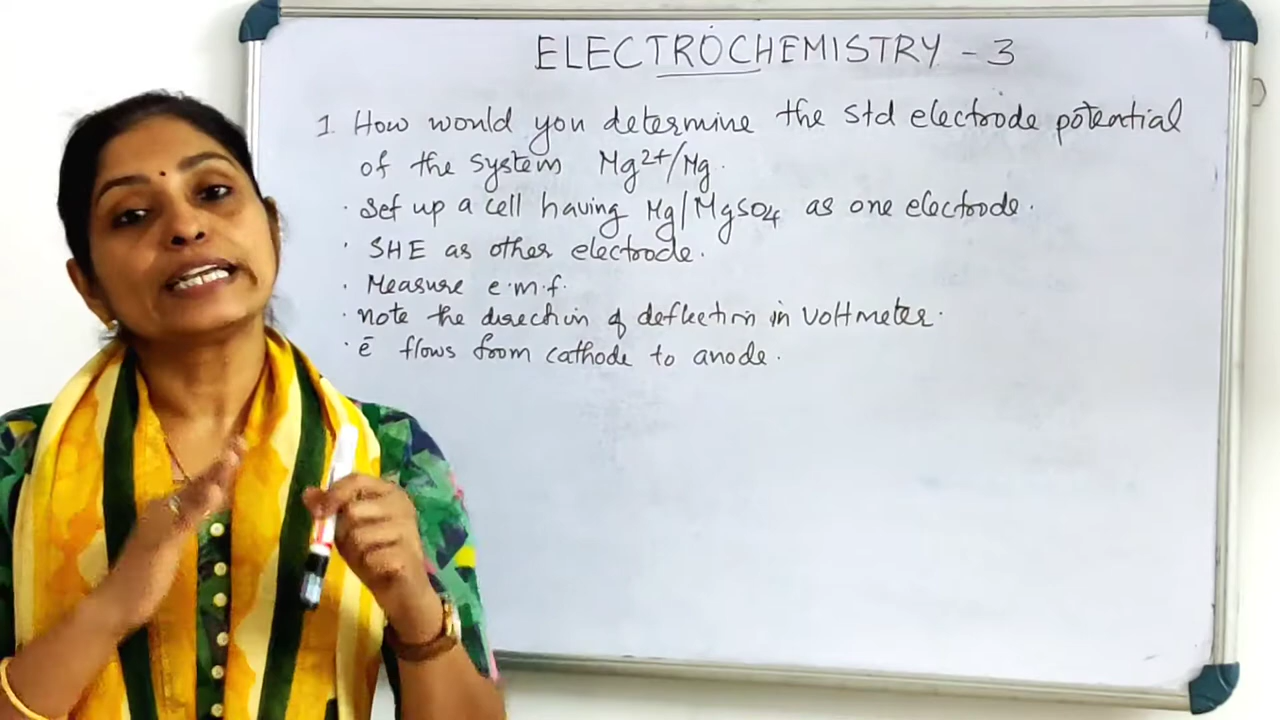 ELECTROCHEMISTRY - 3
1. How would you determine the std electrode potential
of the system Mg2+/Mg.
· Set up a cell having Mg/MgSO4 as one electrode.
· SHE as other electrode.
· Measure e.m.f.
· note the direction of deflection in voltmeter.
· ē flows from cathode to anode.